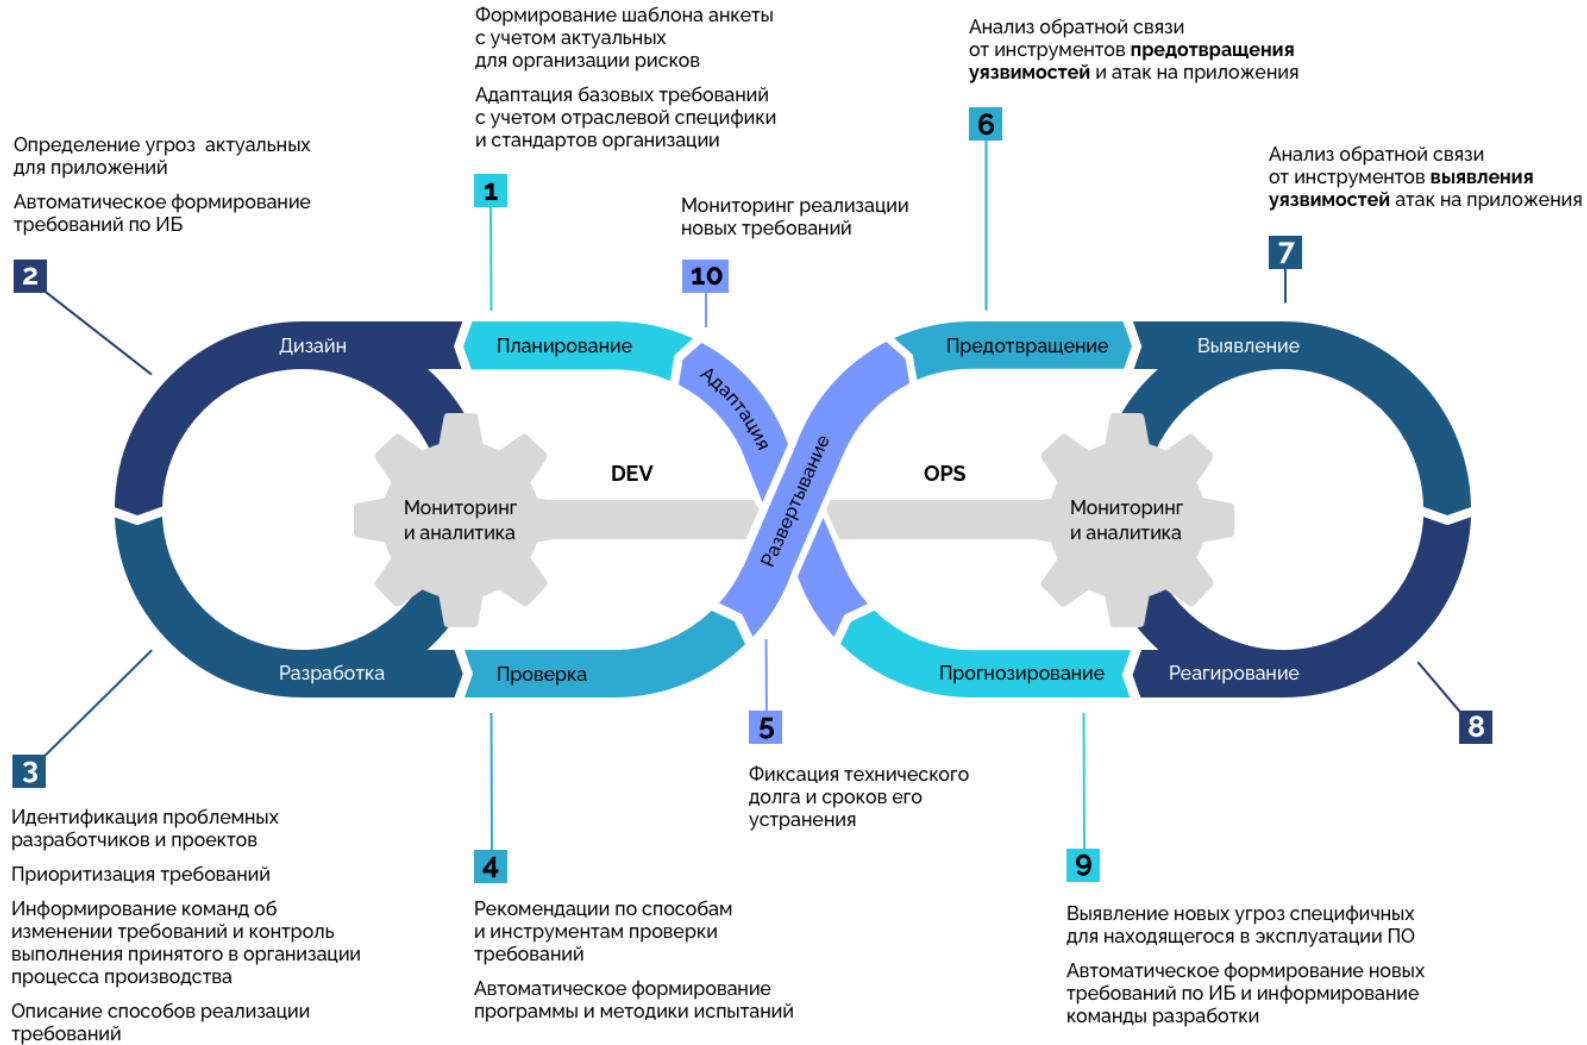 Формирование шаблона анкеты
с учетом актуальных
для организации рисков
Адаптация базовых требований
с учетом отраслевой специфики
и стандартов организации
1
Определение угроз актуальных
для приложений
Автоматическое формирование
требований по ИБ
2
Мониторинг реализации
новых требований
10
Анализ обратной связи
от инструментов предотвращения
уязвимостей и атак на приложения
6
Анализ обратной связи
от инструментов выявления
уязвимостей атак на приложения
7
Дизайн
Планирование
Адаптация
Развертывание
Предотвращение
Выявление
DEV
OPS
Мониторинг
и аналитика
Мониторинг
и аналитика
Разработка
Проверка
Прогнозирование
Реагирование
3
Идентификация проблемных
разработчиков и проектов
Приоритизация требований
Информирование команд об
изменении требований и контроль
выполнения принятого в организации
процесса производства
Описание способов реализации
требований
4
Рекомендации по способам
и инструментам проверки
требований
Автоматическое формирование
программы и методики испытаний
5
Фиксация технического
долга и сроков его
устранения
8
9
Выявление новых угроз специфичных
для находящегося в эксплуатации ПО
Автоматическое формирование новых
требований по ИБ и информирование
команды разработки